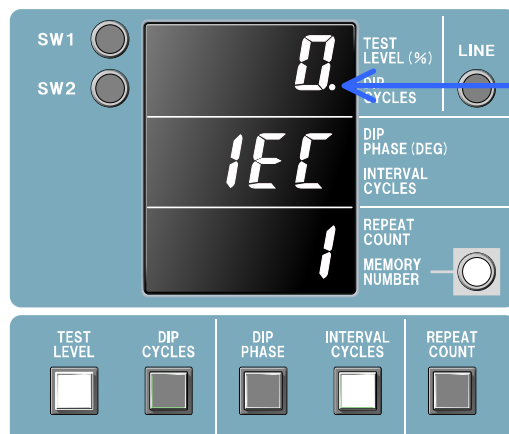 SW1
SW2
0.
1EC
1
TEST
LEVEL (%)
DIP
CYCLES
LINE
DIP
PHASE (DEG)
INTERVAL
CYCLES
REPEAT
COUNT
MEMORY
NUMBER
TEST
LEVEL
DIP
CYCLES
DIP
PHASE
INTERVAL
CYCLES
REPEAT
COUNT